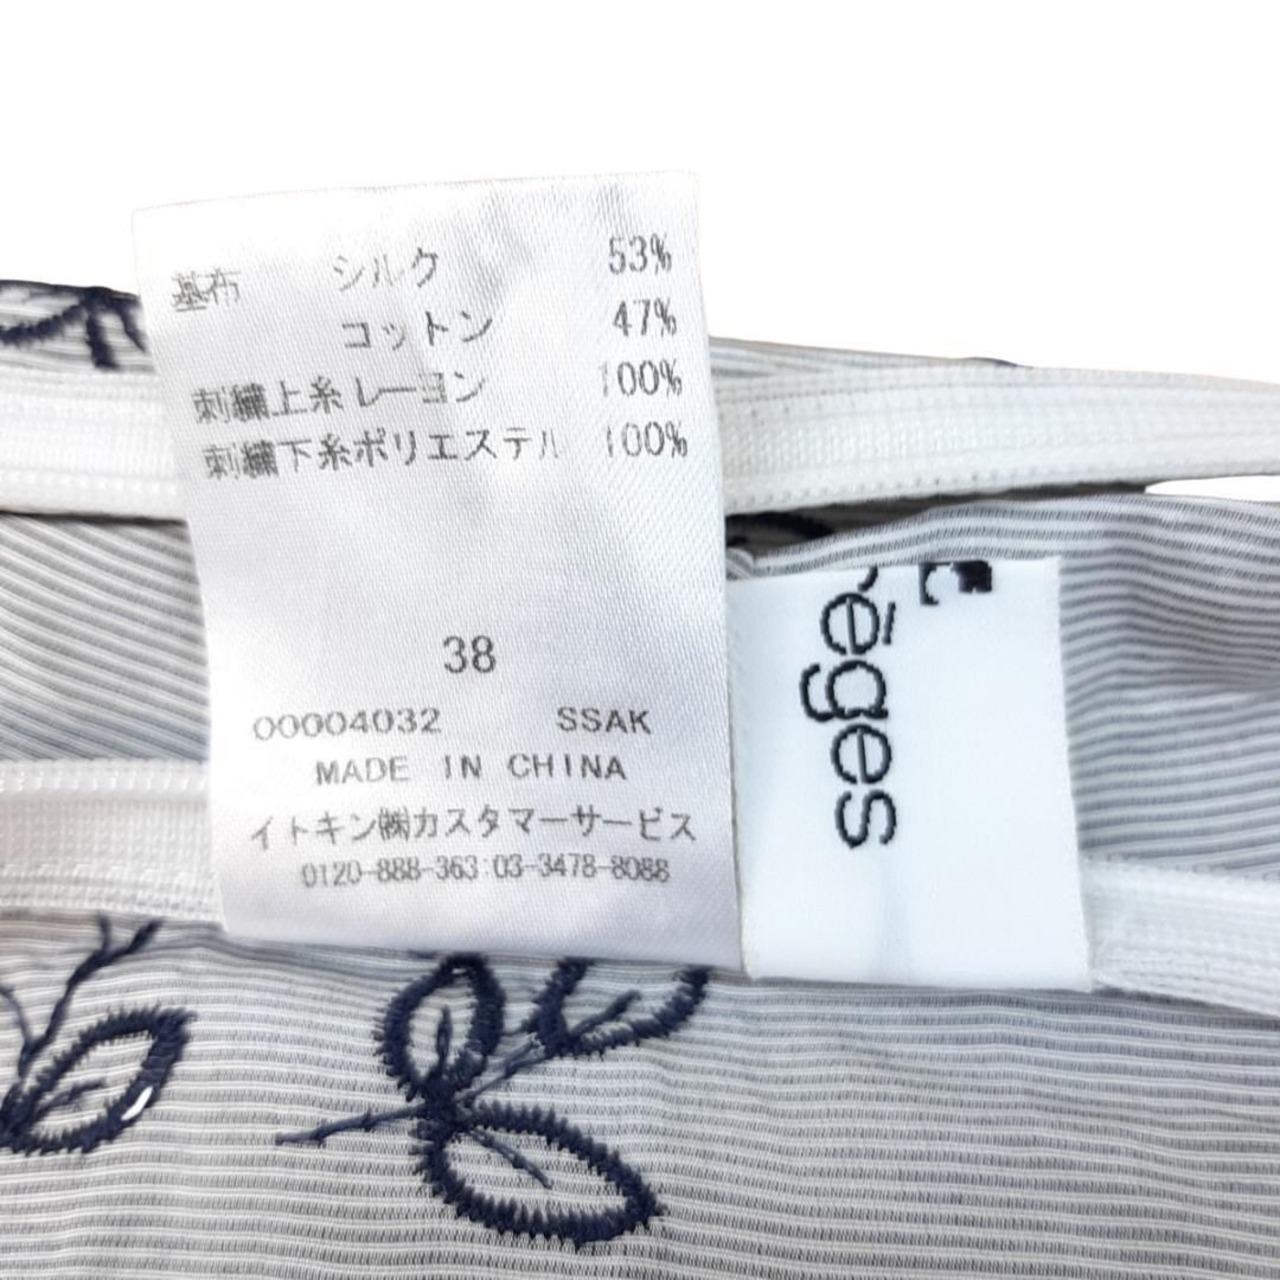 基布 シルク 53%
コットン 47%
刺繍上糸 レーヨン 100%
刺繍下糸 ポリエステル 100%
38
00004032 SSAK
MADE IN CHINA
イトキン㈱カスタマーサービス
0120-888-363:03-3478-8088
règes